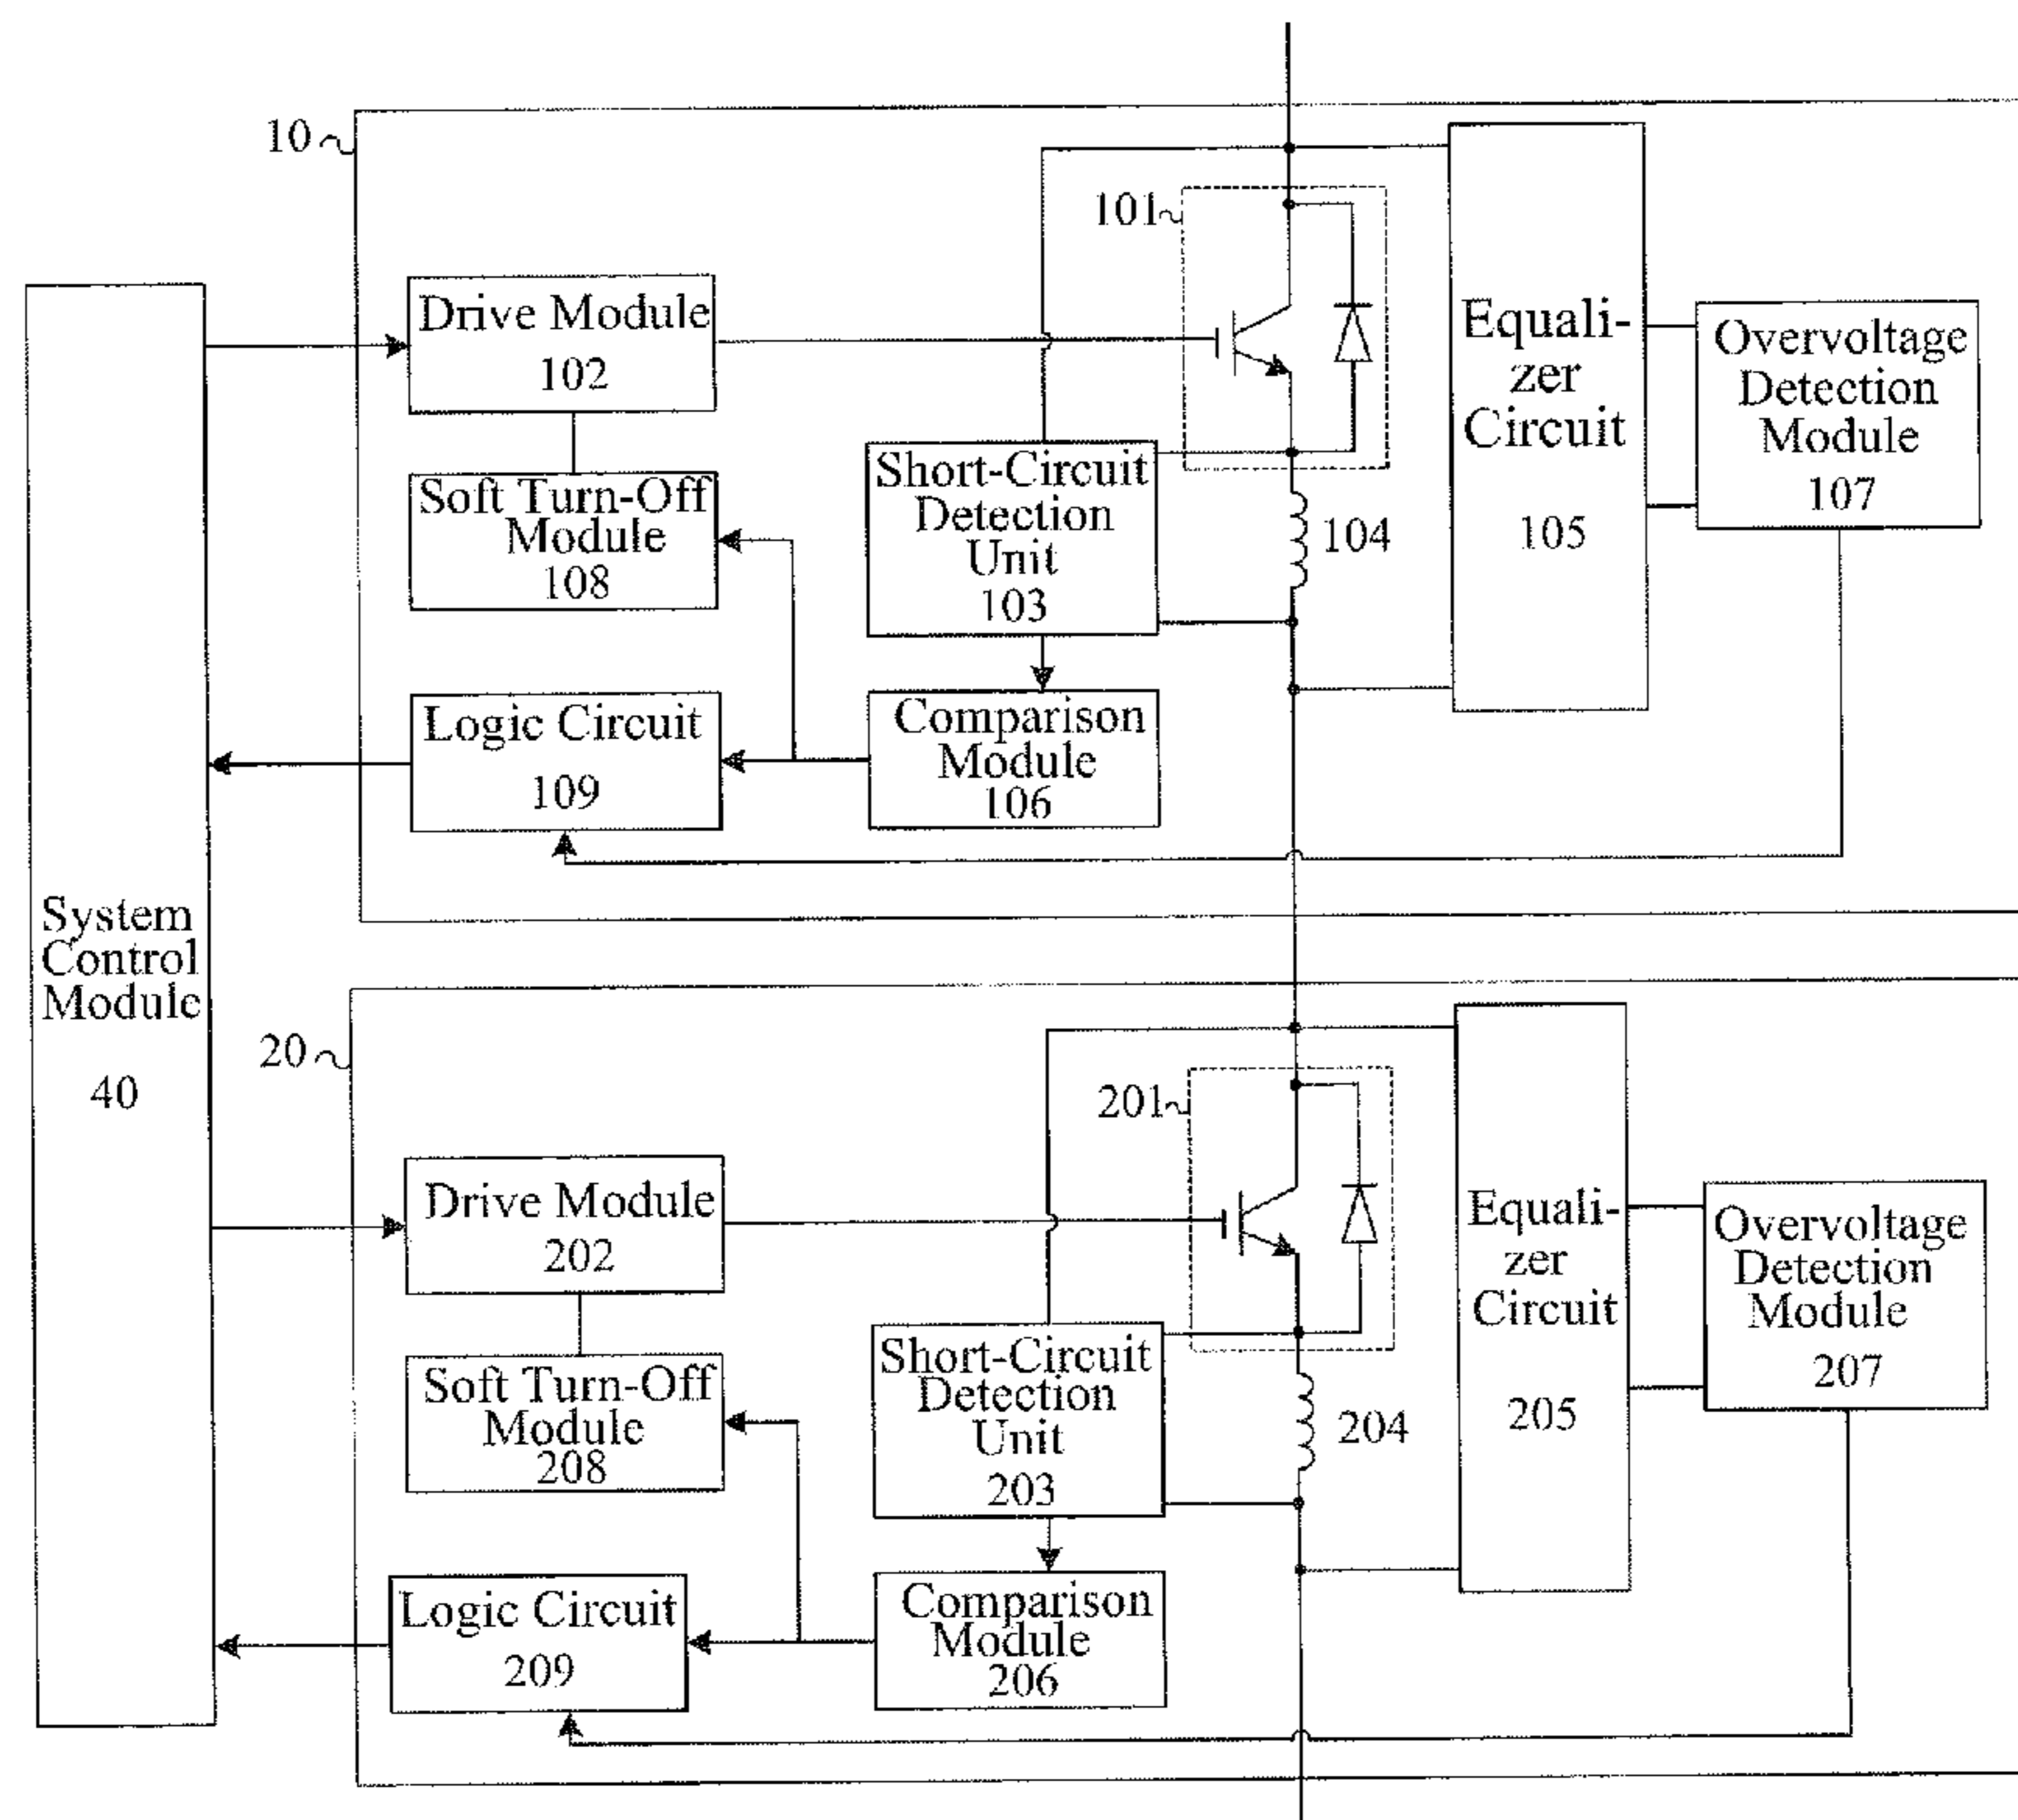 10
101
Drive Module
102
Equali-
zer
Circuit
105
Overvoltage
Detection
Module
107
Soft Turn-Off
Module
108
Short-Circuit
Detection
Unit
103
104
Logic Circuit
109
Comparison
Module
106
System
Control
Module
40
20
201
Drive Module
202
Equali-
zer
Circuit
205
Overvoltage
Detection
Module
207
Soft Turn-Off
Module
208
Short-Circuit
Detection
Unit
203
204
Logic Circuit
209
Comparison
Module
206